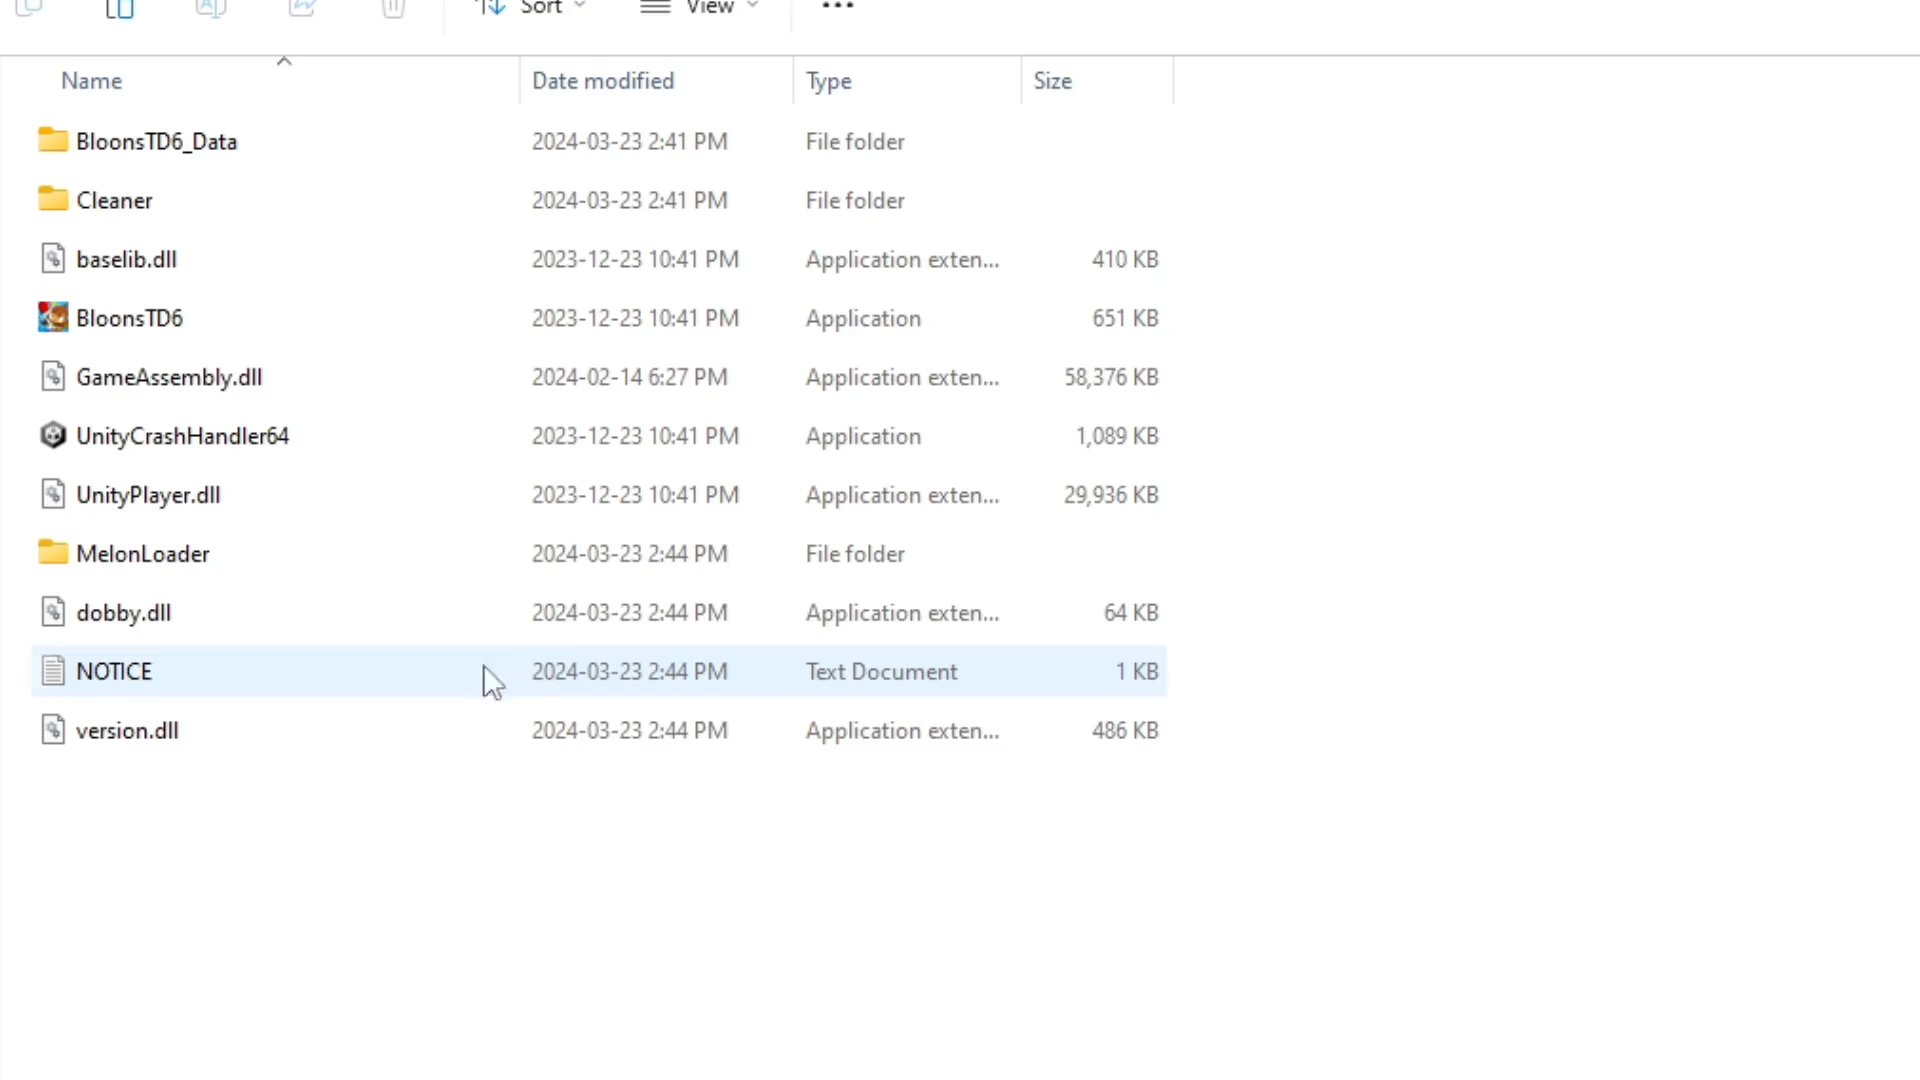 Sort View
Name Date modified Type Size
BloonsTD6_Data 2024-03-23 2:41 PM File folder
Cleaner 2024-03-23 2:41 PM File folder
baselib.dll 2023-12-23 10:41 PM Application exten... 410 KB
BloonsTD6 2023-12-23 10:41 PM Application 651 KB
GameAssembly.dll 2024-02-14 6:27 PM Application exten... 58,376 KB
UnityCrashHandler64 2023-12-23 10:41 PM Application 1,089 KB
UnityPlayer.dll 2023-12-23 10:41 PM Application exten... 29,936 KB
MelonLoader 2024-03-23 2:44 PM File folder
dobby.dll 2024-03-23 2:44 PM Application exten... 64 KB
NOTICE 2024-03-23 2:44 PM Text Document 1 KB
version.dll 2024-03-23 2:44 PM Application exten... 486 KB